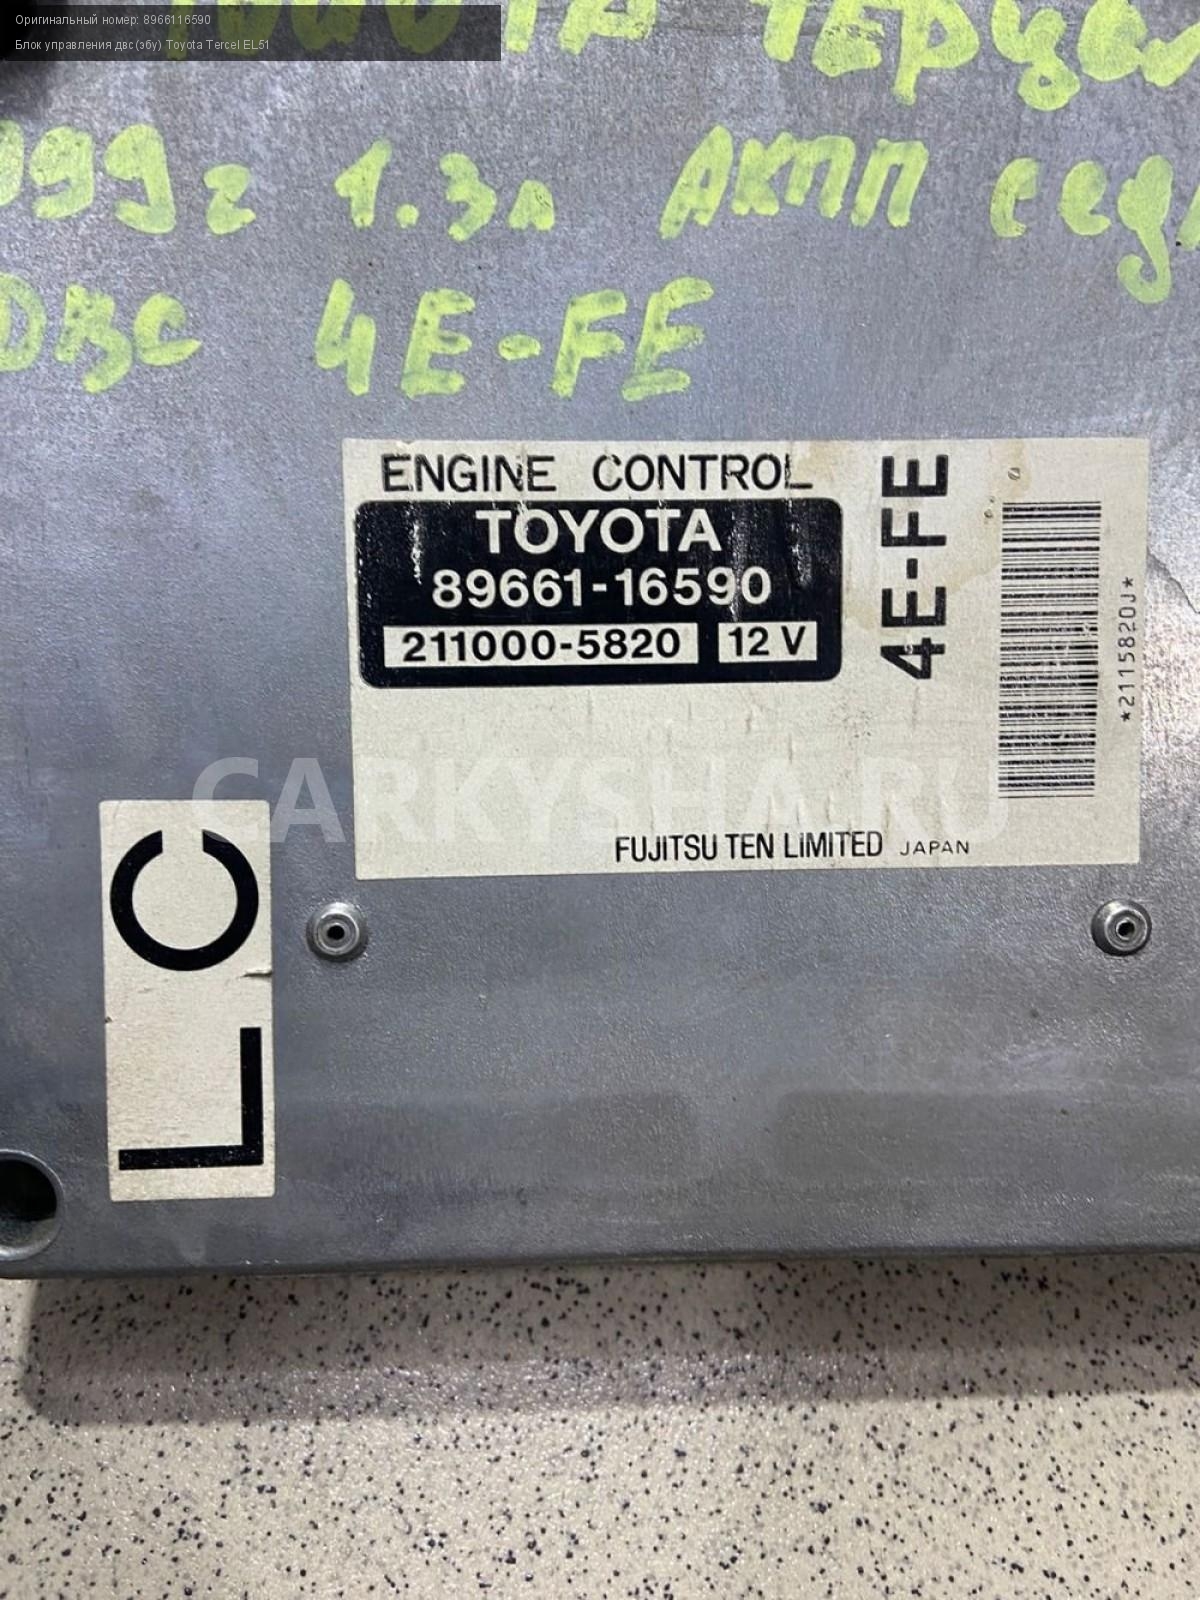 Оригинальный номер: 8966116590
Блок управления двс (эбу) Toyota Tercel EL51
99г 1.3л АКПП
ДВС 4E-FE
ENGINE CONTROL
TOYOTA
89661-16590
211000-5820 12 V
4E-FE
*2115820J*
CARKYSHA.RU
FUJITSU TEN LIMITED JAPAN
LC